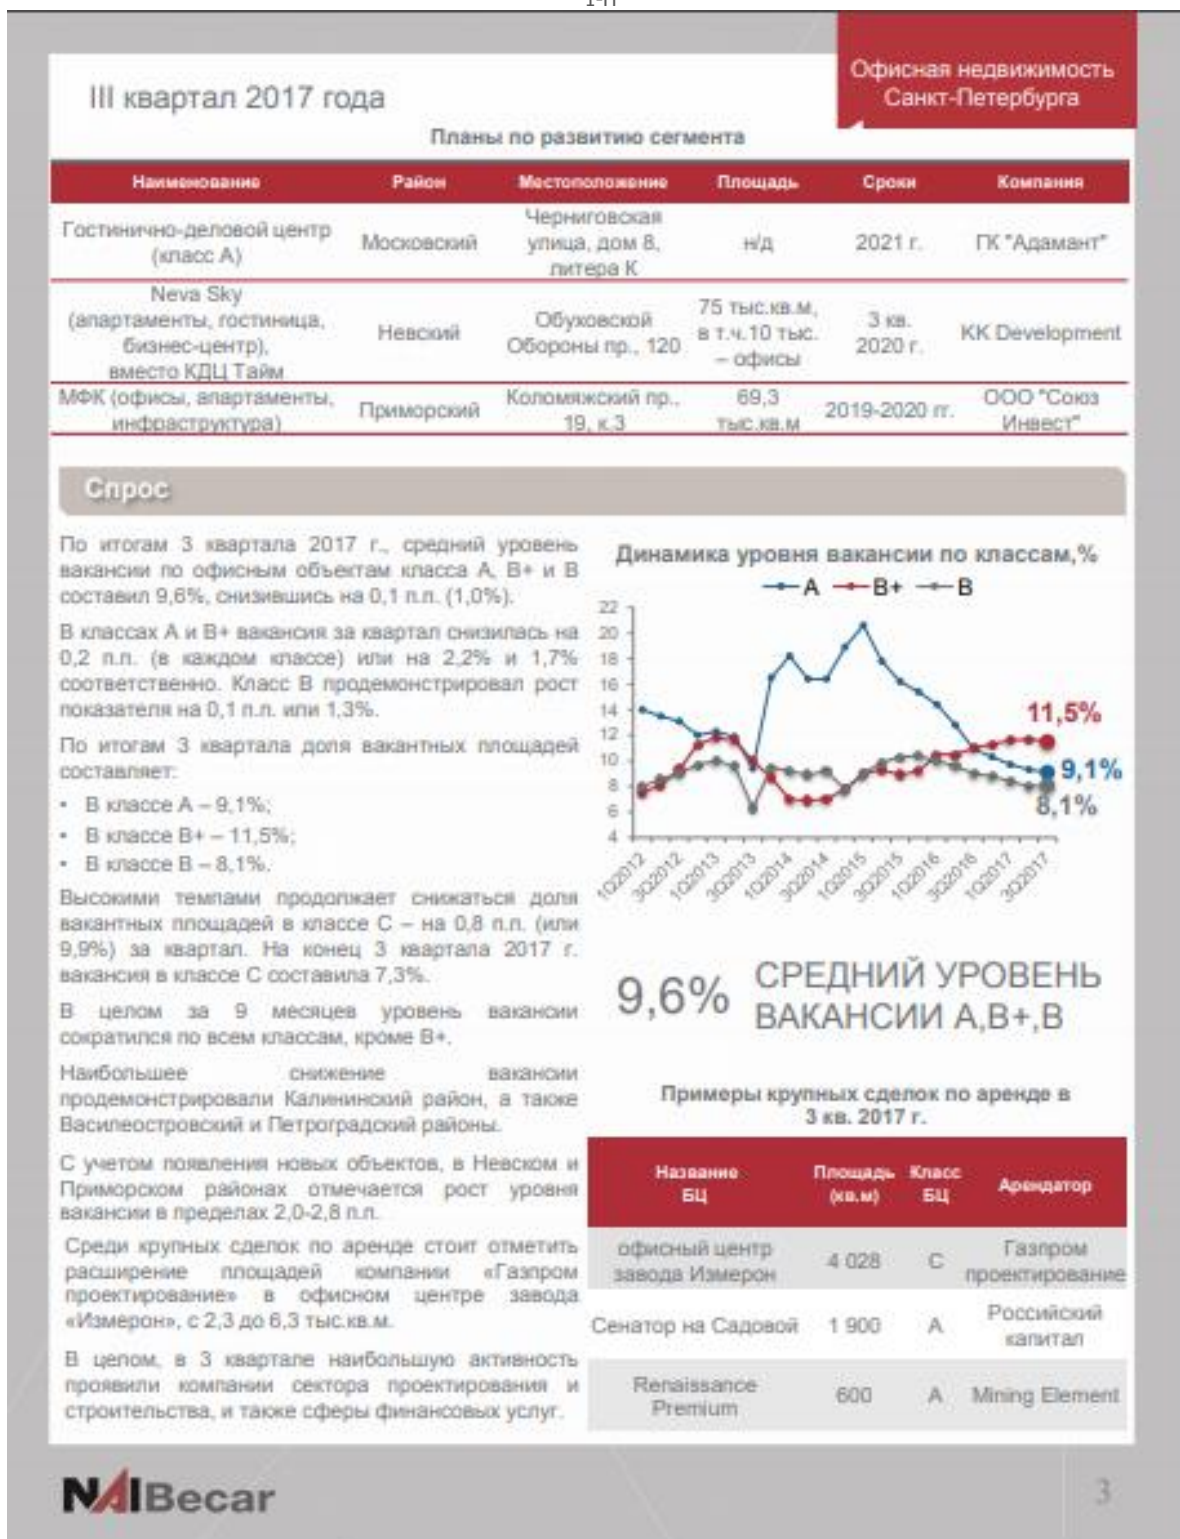 III квартал 2017 года
Офисная недвижимость
Санкт-Петербурга
Планы по развитию сегмента
Наименование Район Местоположение Площадь Сроки Компания
Гостинично-деловой центр (класс А) Московский Черниговская улица, дом 8, литера К н/д 2021 г. ГК "Адамант"
Neva Sky (апартаменты, гостиница, бизнес-центр), вместо КДЦ Тайм Невский Обуховской Обороны пр., 120 75 тыс.кв.м, в т.ч.10 тыс. – офисы 3 кв. 2020 г. KK Development
МФК (офисы, апартаменты, инфраструктура) Приморский Коломяжский пр., 19, к.3 69,3 тыс.кв.м 2019-2020 гг. ООО "Союз Инвест"
Спрос
По итогам 3 квартала 2017 г., средний уровень
вакансии по офисным объектам класса А, В+ и В
составил 9,6%, снизившись на 0,1 п.п. (1,0%).
В классах А и В+ вакансия за квартал снизилась на
0,2 п.п. (в каждом классе) или на 2,2% и 1,7%
соответственно. Класс В продемонстрировал рост
показателя на 0,1 п.п. или 1,3%.
По итогам 3 квартала доля вакантных площадей
составляет:
• В классе А – 9,1%;
• В классе В+ – 11,5%;
• В классе В – 8,1%.
Высокими темпами продолжает снижаться доля
вакантных площадей в классе С – на 0,8 п.п. (или
9,9%) за квартал. На конец 3 квартала 2017 г.
вакансия в классе С составила 7,3%.
В целом за 9 месяцев уровень вакансии
сократился по всем классам, кроме В+.
Наибольшее снижение вакансии
продемонстрировали Калининский район, а также
Василеостровский и Петроградский районы.
С учетом появления новых объектов, в Невском и
Приморском районах отмечается рост уровня
вакансии в пределах 2,0-2,8 п.п.
Среди крупных сделок по аренде стоит отметить
расширение площадей компании «Газпром
проектирование» в офисном центре завода
«Измерон», с 2,3 до 6,3 тыс.кв.м.
В целом, в 3 квартале наибольшую активность
проявили компании сектора проектирования и
строительства, и также сферы финансовых услуг.
Динамика уровня вакансии по классам,%
А В+ В
22
20
18
16
14
12
10
8
6
4
11,5%
9,1%
8,1%
1Q2012 3Q2012 1Q2013 3Q2013 1Q2014 3Q2014 1Q2015 3Q2015 1Q2016 3Q2016 1Q2017 3Q2017
9,6% СРЕДНИЙ УРОВЕНЬ
ВАКАНСИИ А,В+,В
Примеры крупных сделок по аренде в
3 кв. 2017 г.
Название БЦ Площадь (кв.м) Класс БЦ Арендатор
офисный центр завода Измерон 4 028 С Газпром проектирование
Сенатор на Садовой 1 900 А Российский капитал
Renaissance Premium 600 А Mining Element
NAI Becar
3